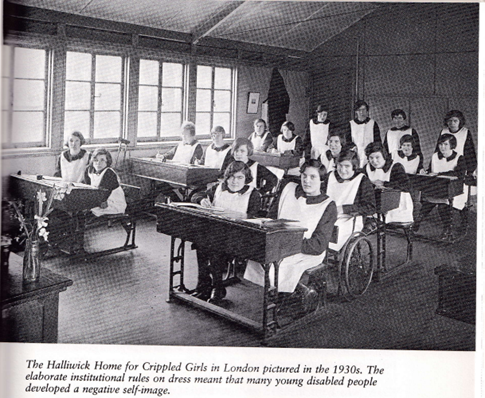 The Halliwick Home for Crippled Girls in London pictured in the 1930s. The
elaborate institutional rules on dress meant that many young disabled people
developed a negative self-image.